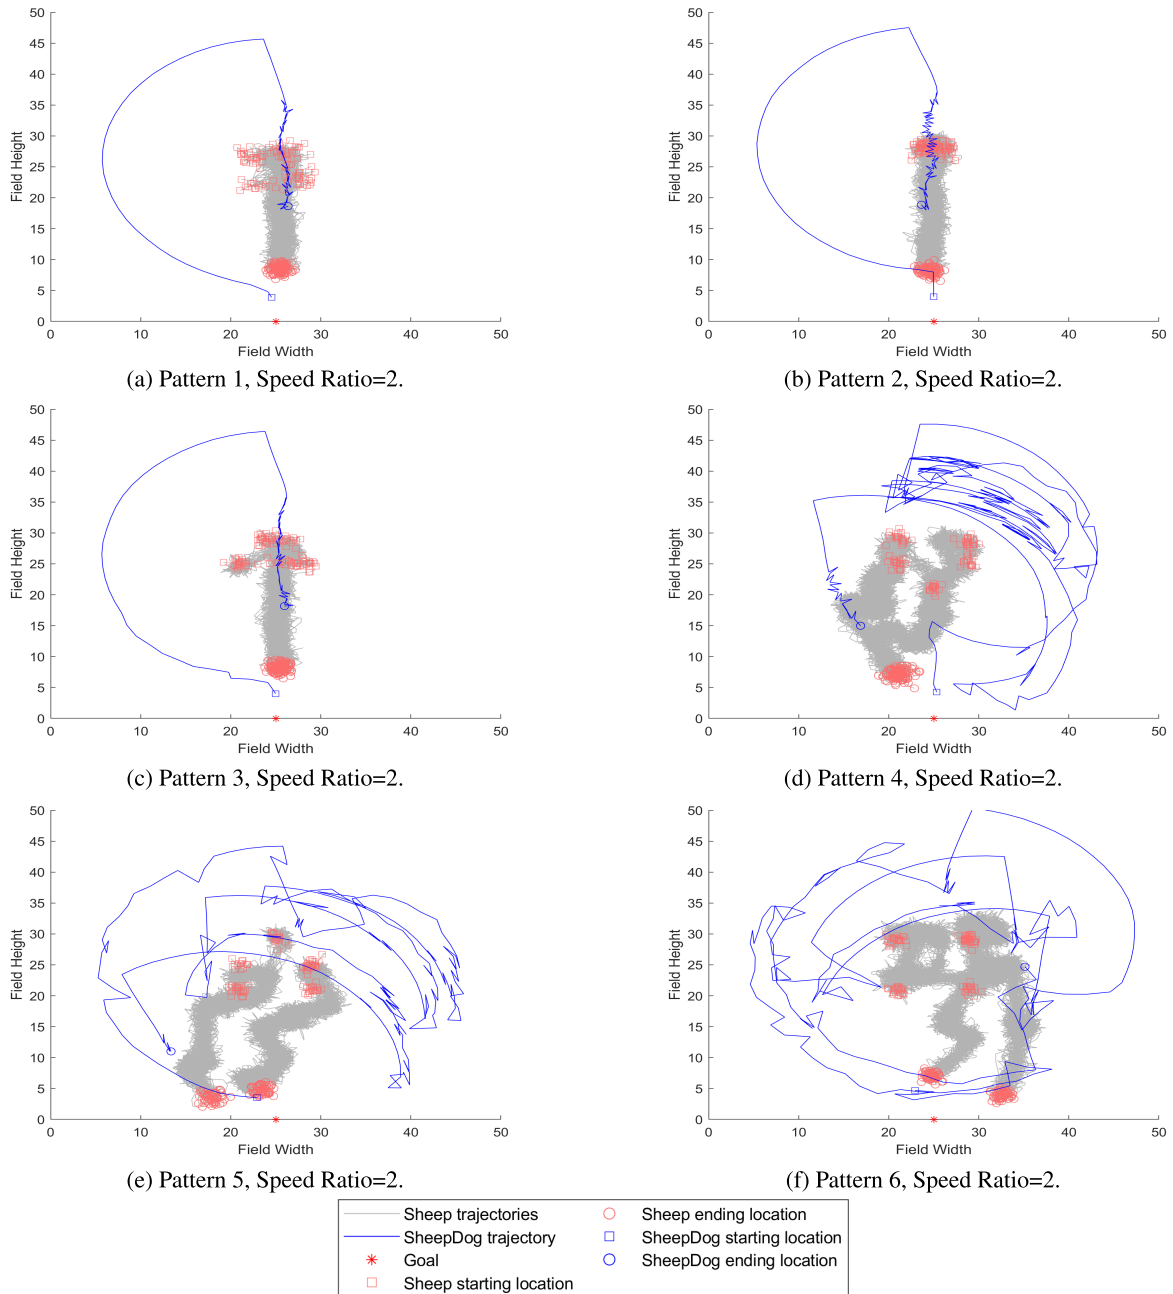 50
45
40
35
30
25
20
15
10
5
0
Field Height
0 10 20 30 40 50
Field Width
(a) Pattern 1, Speed Ratio=2.
50
45
40
35
30
25
20
15
10
5
0
Field Height
0 10 20 30 40 50
Field Width
(b) Pattern 2, Speed Ratio=2.
50
45
40
35
30
25
20
15
10
5
0
Field Height
0 10 20 30 40 50
Field Width
(c) Pattern 3, Speed Ratio=2.
50
45
40
35
30
25
20
15
10
5
0
Field Height
0 10 20 30 40 50
Field Width
(d) Pattern 4, Speed Ratio=2.
50
45
40
35
30
25
20
15
10
5
0
Field Height
0 10 20 30 40 50
Field Width
(e) Pattern 5, Speed Ratio=2.
50
45
40
35
30
25
20
15
10
5
0
Field Height
0 10 20 30 40 50
Field Width
(f) Pattern 6, Speed Ratio=2.
Sheep trajectories
SheepDog trajectory
Goal
Sheep starting location
Sheep ending location
SheepDog starting location
SheepDog ending location